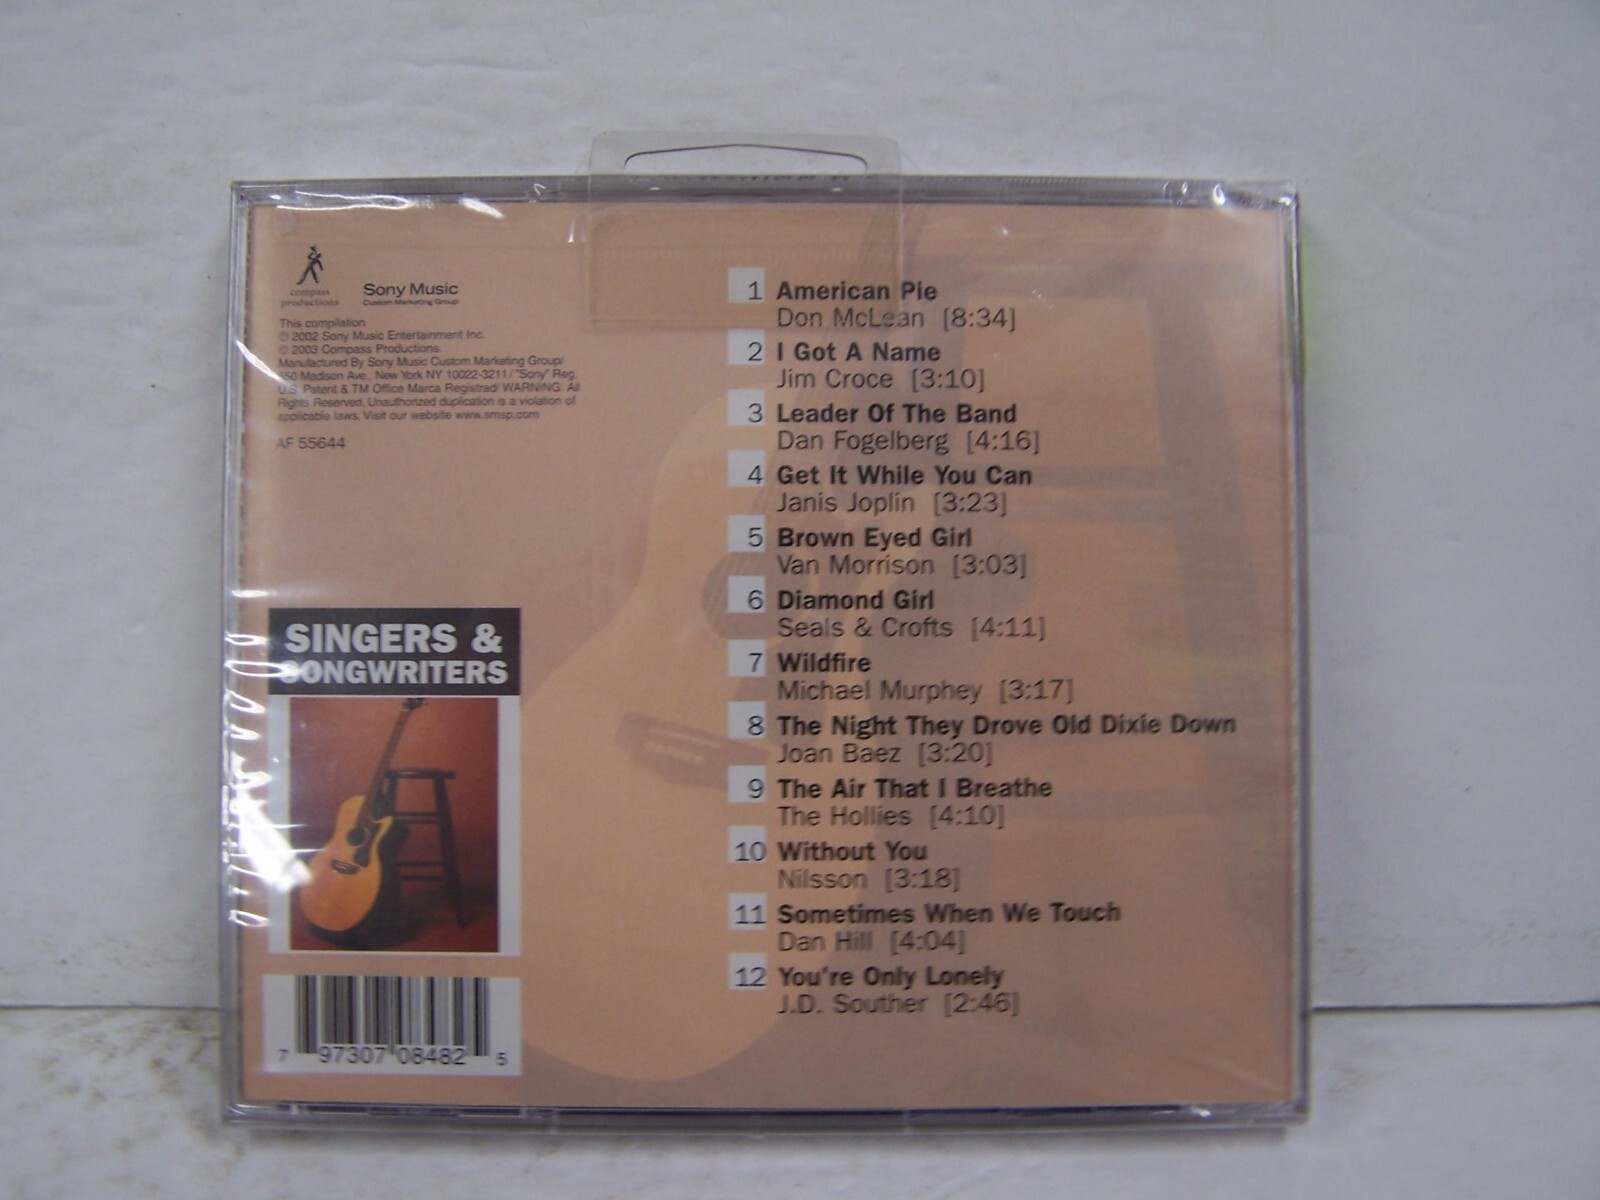 compass
productions
Sony Music
Custom Marketing Group
This compilation
℗ 2002 Sony Music Entertainment Inc.
© 2003 Compass Productions.
Manufactured By Sony Music Custom Marketing Group/
550 Madison Ave., New York NY 10022-3211/ "Sony" Reg.
U.S. Patent & TM Office Marca Registrad/ WARNING: All
Rights Reserved. Unauthorized duplication is a violation of
applicable laws. Visit our website www.smsp.com
AF 55644
SINGERS &
SONGWRITERS
7 97307 08482 5
1 American Pie
Don McLean [8:34]
2 I Got A Name
Jim Croce [3:10]
3 Leader Of The Band
Dan Fogelberg [4:16]
4 Get It While You Can
Janis Joplin [3:23]
5 Brown Eyed Girl
Van Morrison [3:03]
6 Diamond Girl
Seals & Crofts [4:11]
7 Wildfire
Michael Murphey [3:17]
8 The Night They Drove Old Dixie Down
Joan Baez [3:20]
9 The Air That I Breathe
The Hollies [4:10]
10 Without You
Nilsson [3:18]
11 Sometimes When We Touch
Dan Hill [4:04]
12 You're Only Lonely
J.D. Souther [2:46]